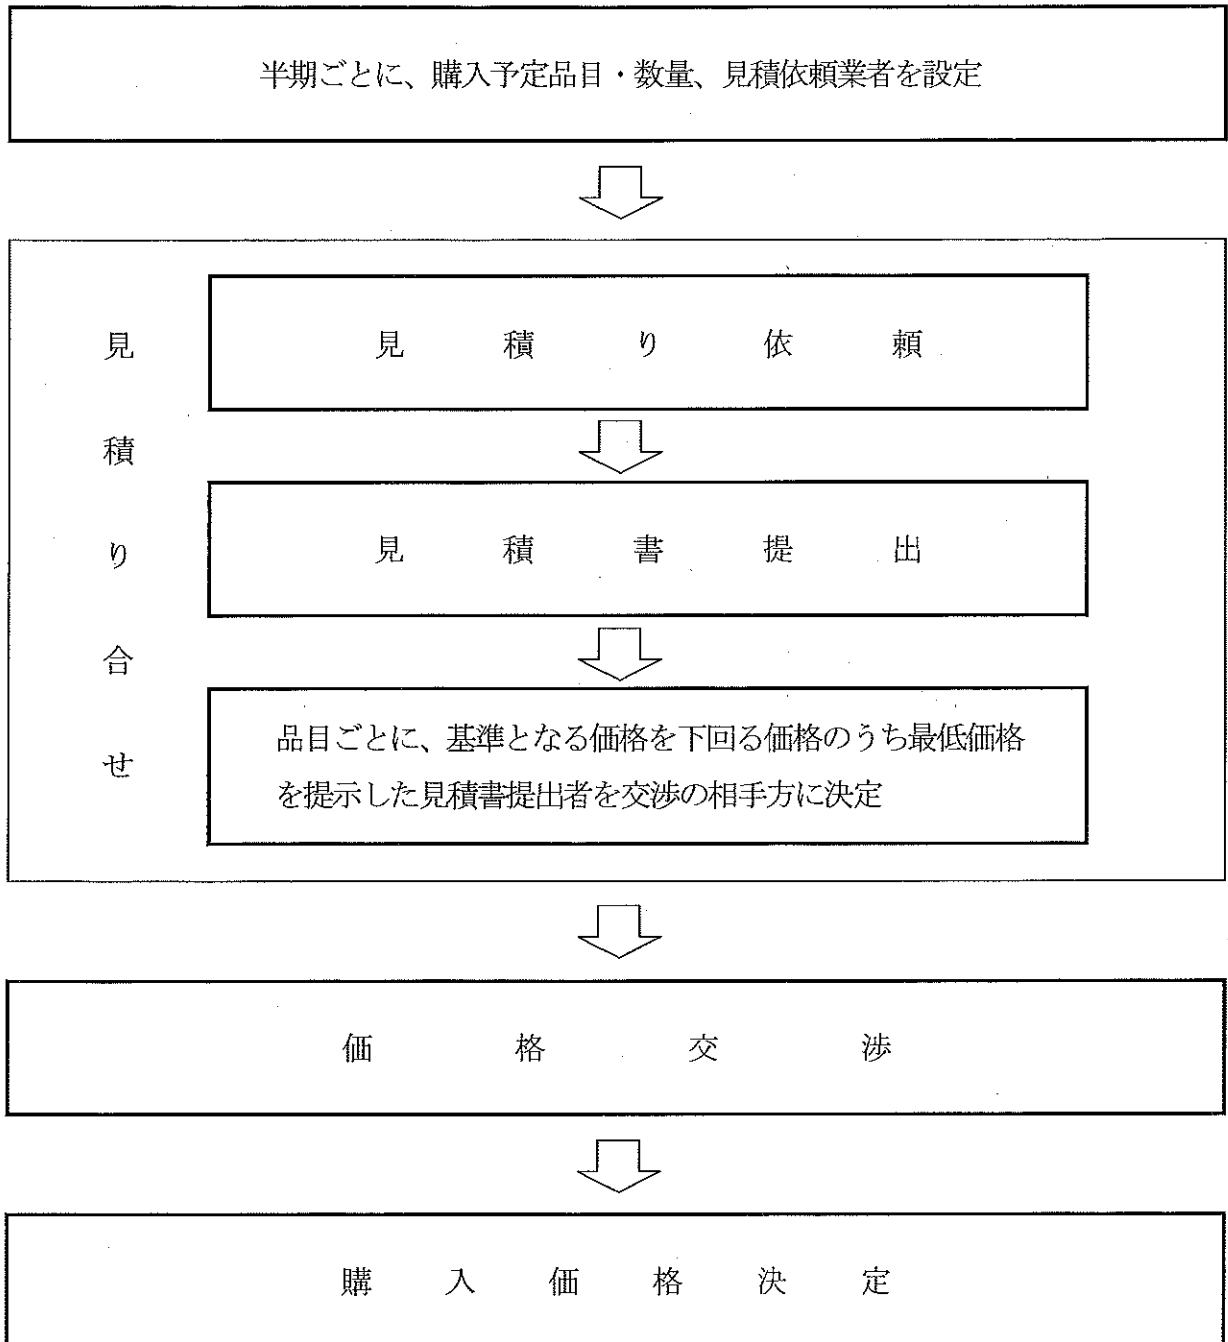 半期ごとに、購入予定品目・数量、見積依頼業者を設定
見積り合せ
見積り依頼
見積書提出
品目ごとに、基準となる価格を下回る価格のうち最低価格
を提示した見積書提出者を交渉の相手方に決定
価格交渉
購入価格決定